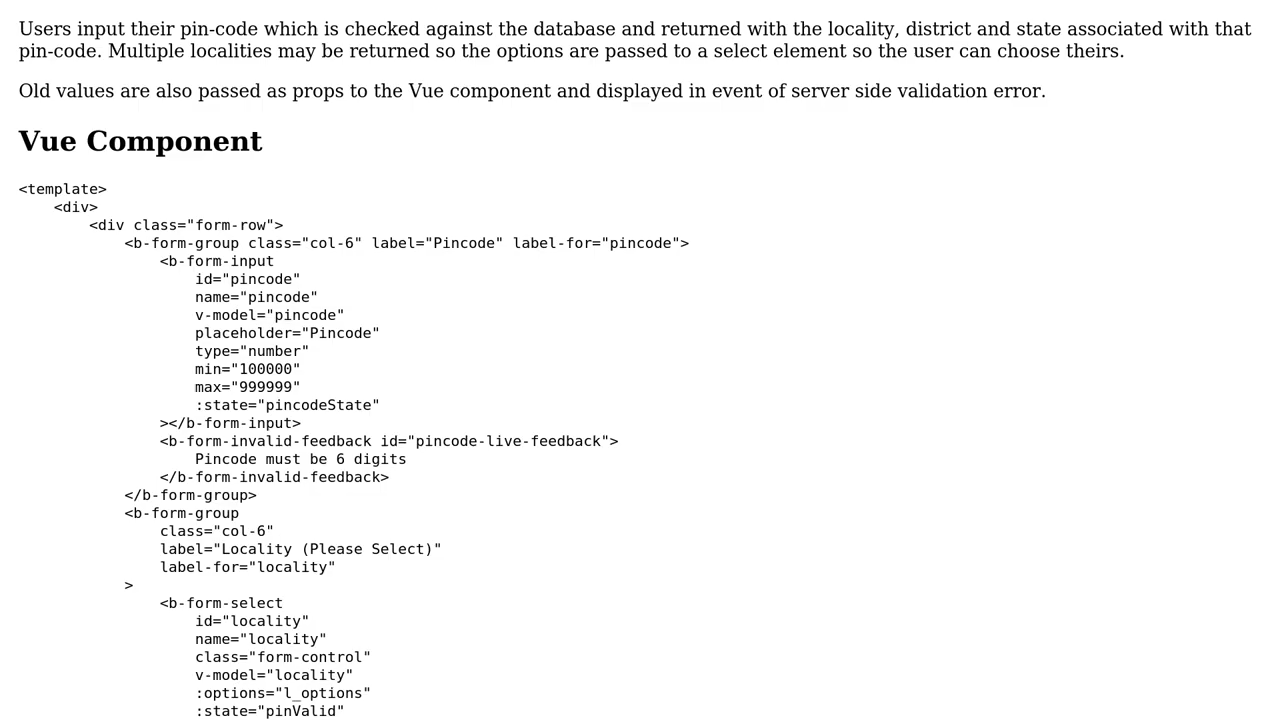 Users input their pin-code which is checked against the database and returned with the locality, district and state associated with that
pin-code. Multiple localities may be returned so the options are passed to a select element so the user can choose theirs.
Old values are also passed as props to the Vue component and displayed in event of server side validation error.
Vue Component
<template>
    <div>
        <div class="form-row">
            <b-form-group class="col-6" label="Pincode" label-for="pincode">
                <b-form-input
                    id="pincode"
                    name="pincode"
                    v-model="pincode"
                    placeholder="Pincode"
                    type="number"
                    min="100000"
                    max="999999"
                    :state="pincodeState"
                ></b-form-input>
                <b-form-invalid-feedback id="pincode-live-feedback">
                    Pincode must be 6 digits
                </b-form-invalid-feedback>
            </b-form-group>
            <b-form-group
                class="col-6"
                label="Locality (Please Select)"
                label-for="locality"
            >
                <b-form-select
                    id="locality"
                    name="locality"
                    class="form-control"
                    v-model="locality"
                    :options="l_options"
                    :state="pinValid"